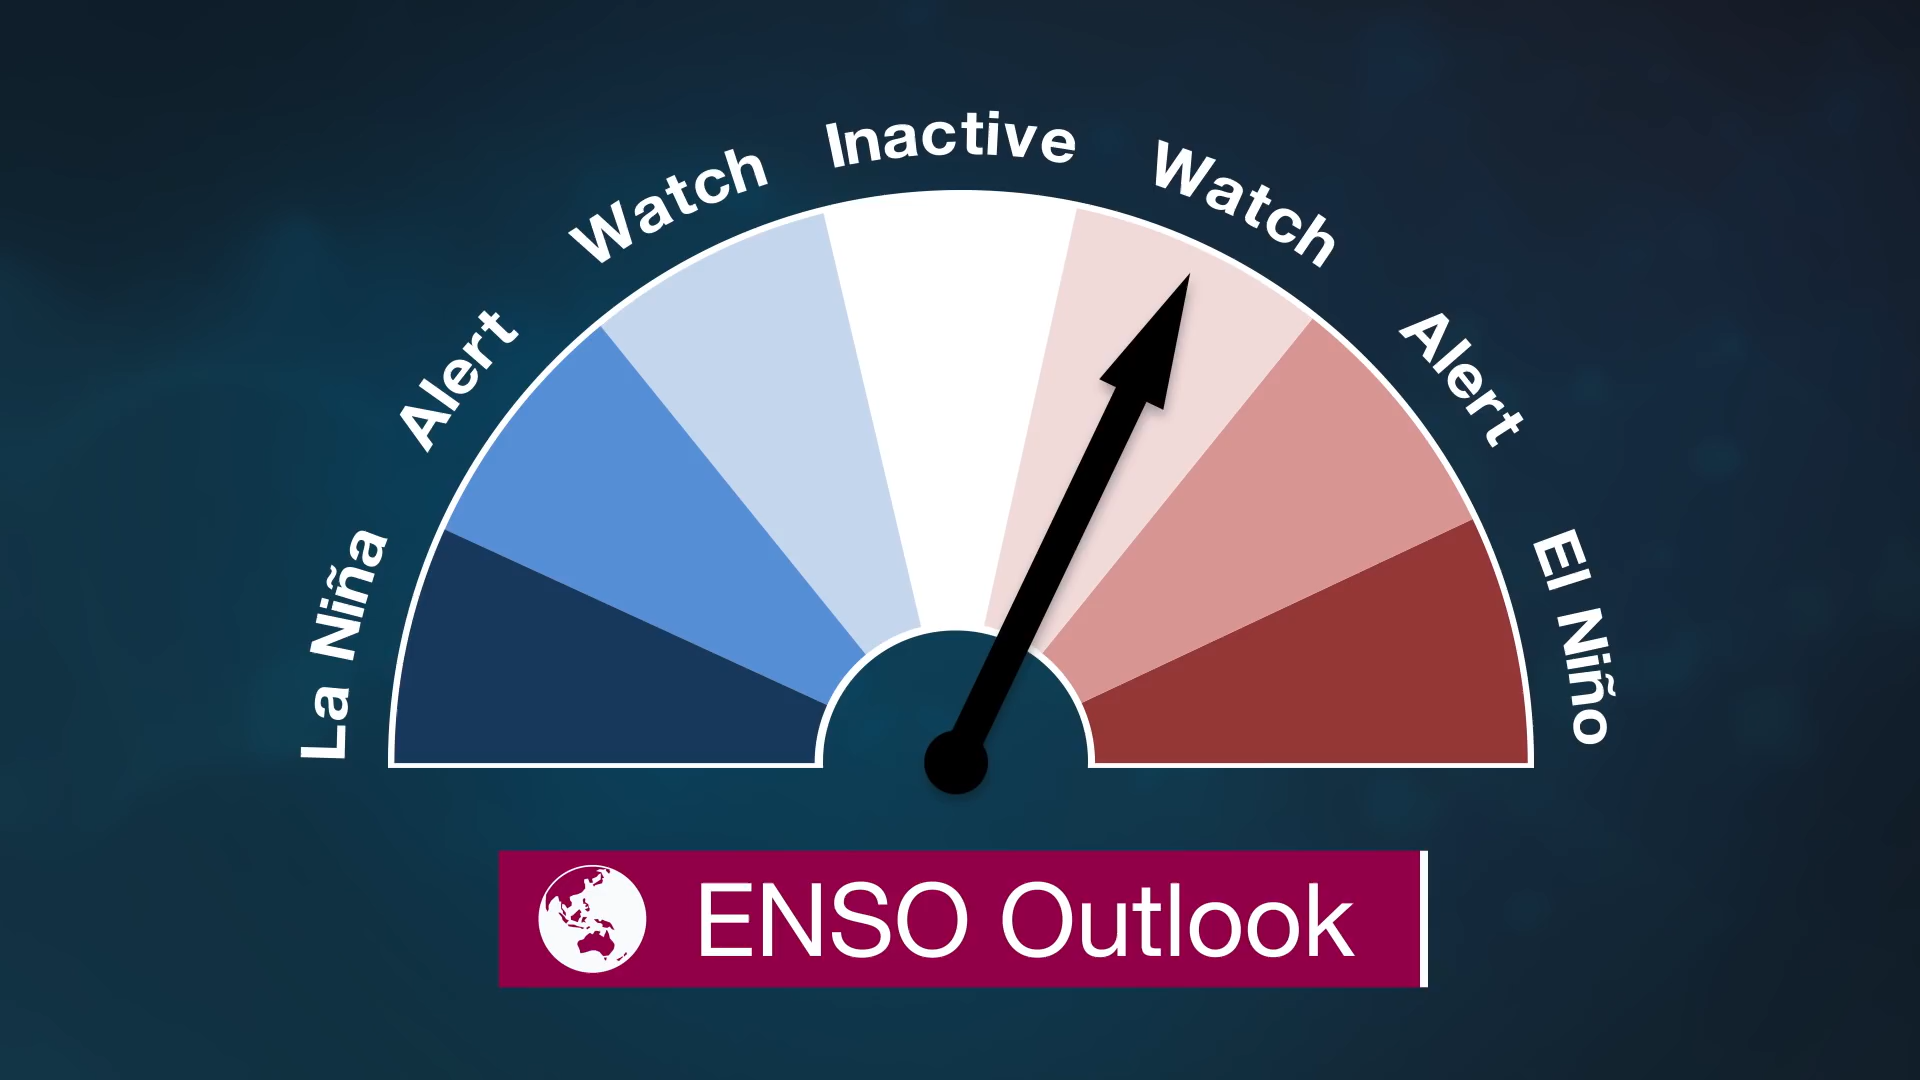 La Niña
Alert
Watch
Inactive
Watch
Alert
El Niño
ENSO Outlook